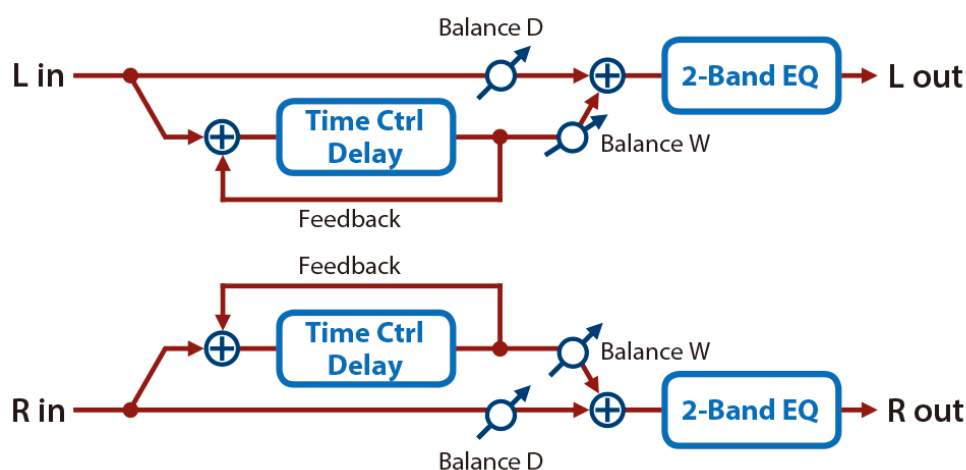 Balance D
L in
2-Band EQ
L out
Time Ctrl
Delay
Balance W
Feedback
Feedback
Time Ctrl
Delay
Balance W
R in
2-Band EQ
R out
Balance D